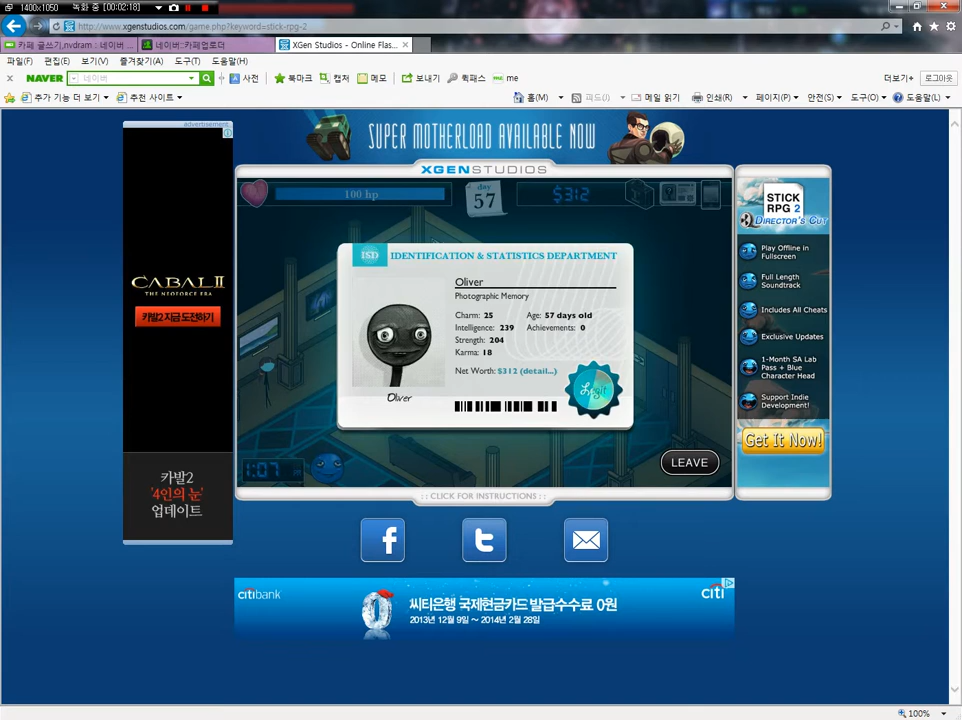 1400x1050 녹화 중 [00:02:18]
http://www.xgenstudios.com/game.php?keyword=stick-rpg-2
카페 글쓰기,nvdram : 네이버 ...
네이버::카페업로더
XGen Studios - Online Flas...
파일(F) 편집(E) 보기(V) 즐겨찾기(A) 도구(T) 도움말(H)
NAVER 네이버 사전 북마크 캡처 메모 보내기 퀵패스 me 더보기 로그아웃
추가 기능 더 보기 추천 사이트 홈(M) 피드(J) 메일 읽기 인쇄(R) 페이지(P) 안전(S) 도구(O) 도움말(L)
advertisement
SUPER MOTHERLOAD AVAILABLE NOW
XGENSTUDIOS
100 hp
day
57
$312
ISD IDENTIFICATION & STATISTICS DEPARTMENT
Oliver
Photographic Memory
Charm: 25 Age: 57 days old
Intelligence: 239 Achievements: 0
Strength: 204
Karma: 18
Net Worth: $312 (detail...)
Oliver
Legit
1:07
LEAVE
:: CLICK FOR INSTRUCTIONS ::
STICK
RPG 2
DIRECTOR'S CUT
Play Offline in
Fullscreen
Full Length
Soundtrack
Includes All Cheats
Exclusive Updates
1-Month SA Lab
Pass + Blue
Character Head
Support Indie
Development!
Get It Now!
CABAL II
카발2 지금 도전하기
카발2
'4인의 눈'
업데이트
citibank
씨티은행 국제현금카드 발급수수료 0원
2013년 12월 9일 ~ 2014년 2월 28일
citi
100%